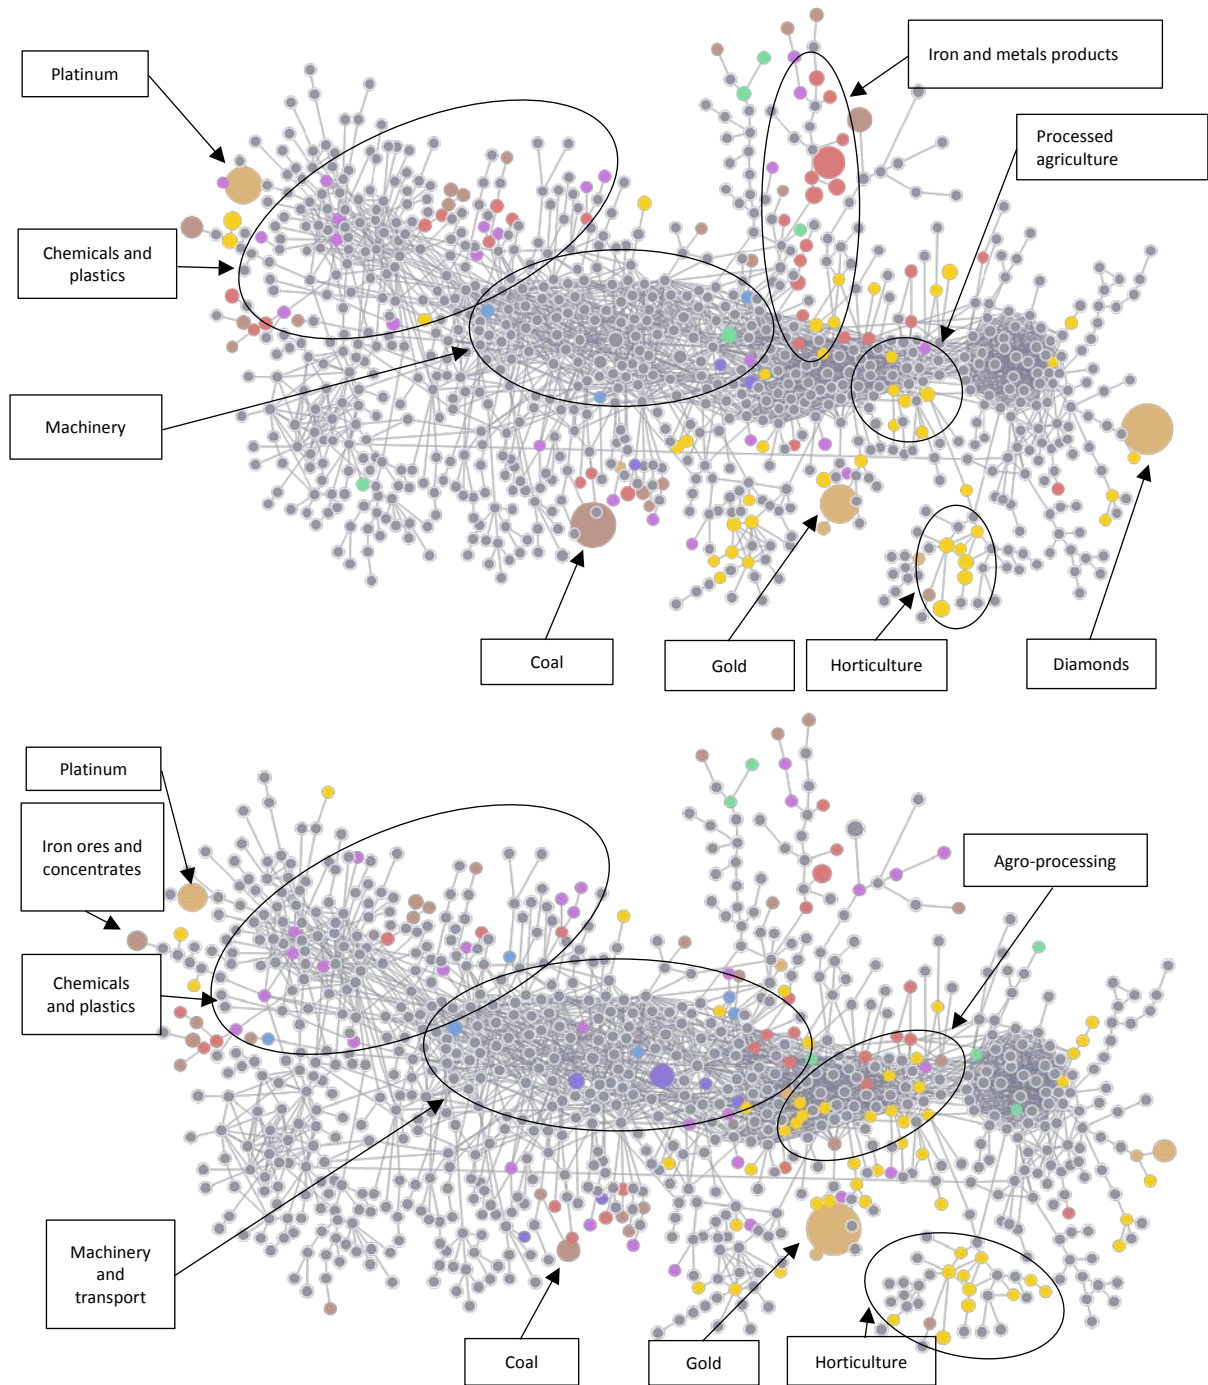 Platinum
Iron and metals products
Processed
agriculture
Chemicals and
plastics
Machinery
Coal
Gold
Horticulture
Diamonds
Platinum
Iron ores and
concentrates
Agro-processing
Chemicals
and plastics
Machinery
and
transport
Coal
Gold
Horticulture